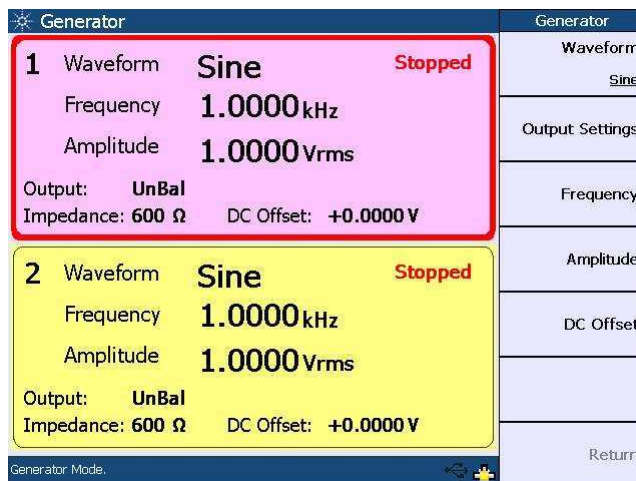 Generator
1 Waveform Sine Stopped
Frequency 1.0000 kHz
Amplitude 1.0000 Vrms
Output: UnBal
Impedance: 600 Ω DC Offset: +0.0000 V
2 Waveform Sine Stopped
Frequency 1.0000 kHz
Amplitude 1.0000 Vrms
Output: UnBal
Impedance: 600 Ω DC Offset: +0.0000 V
Generator Mode.
Generator
Waveform
Sine
Output Settings
Frequency
Amplitude
DC Offset
Return